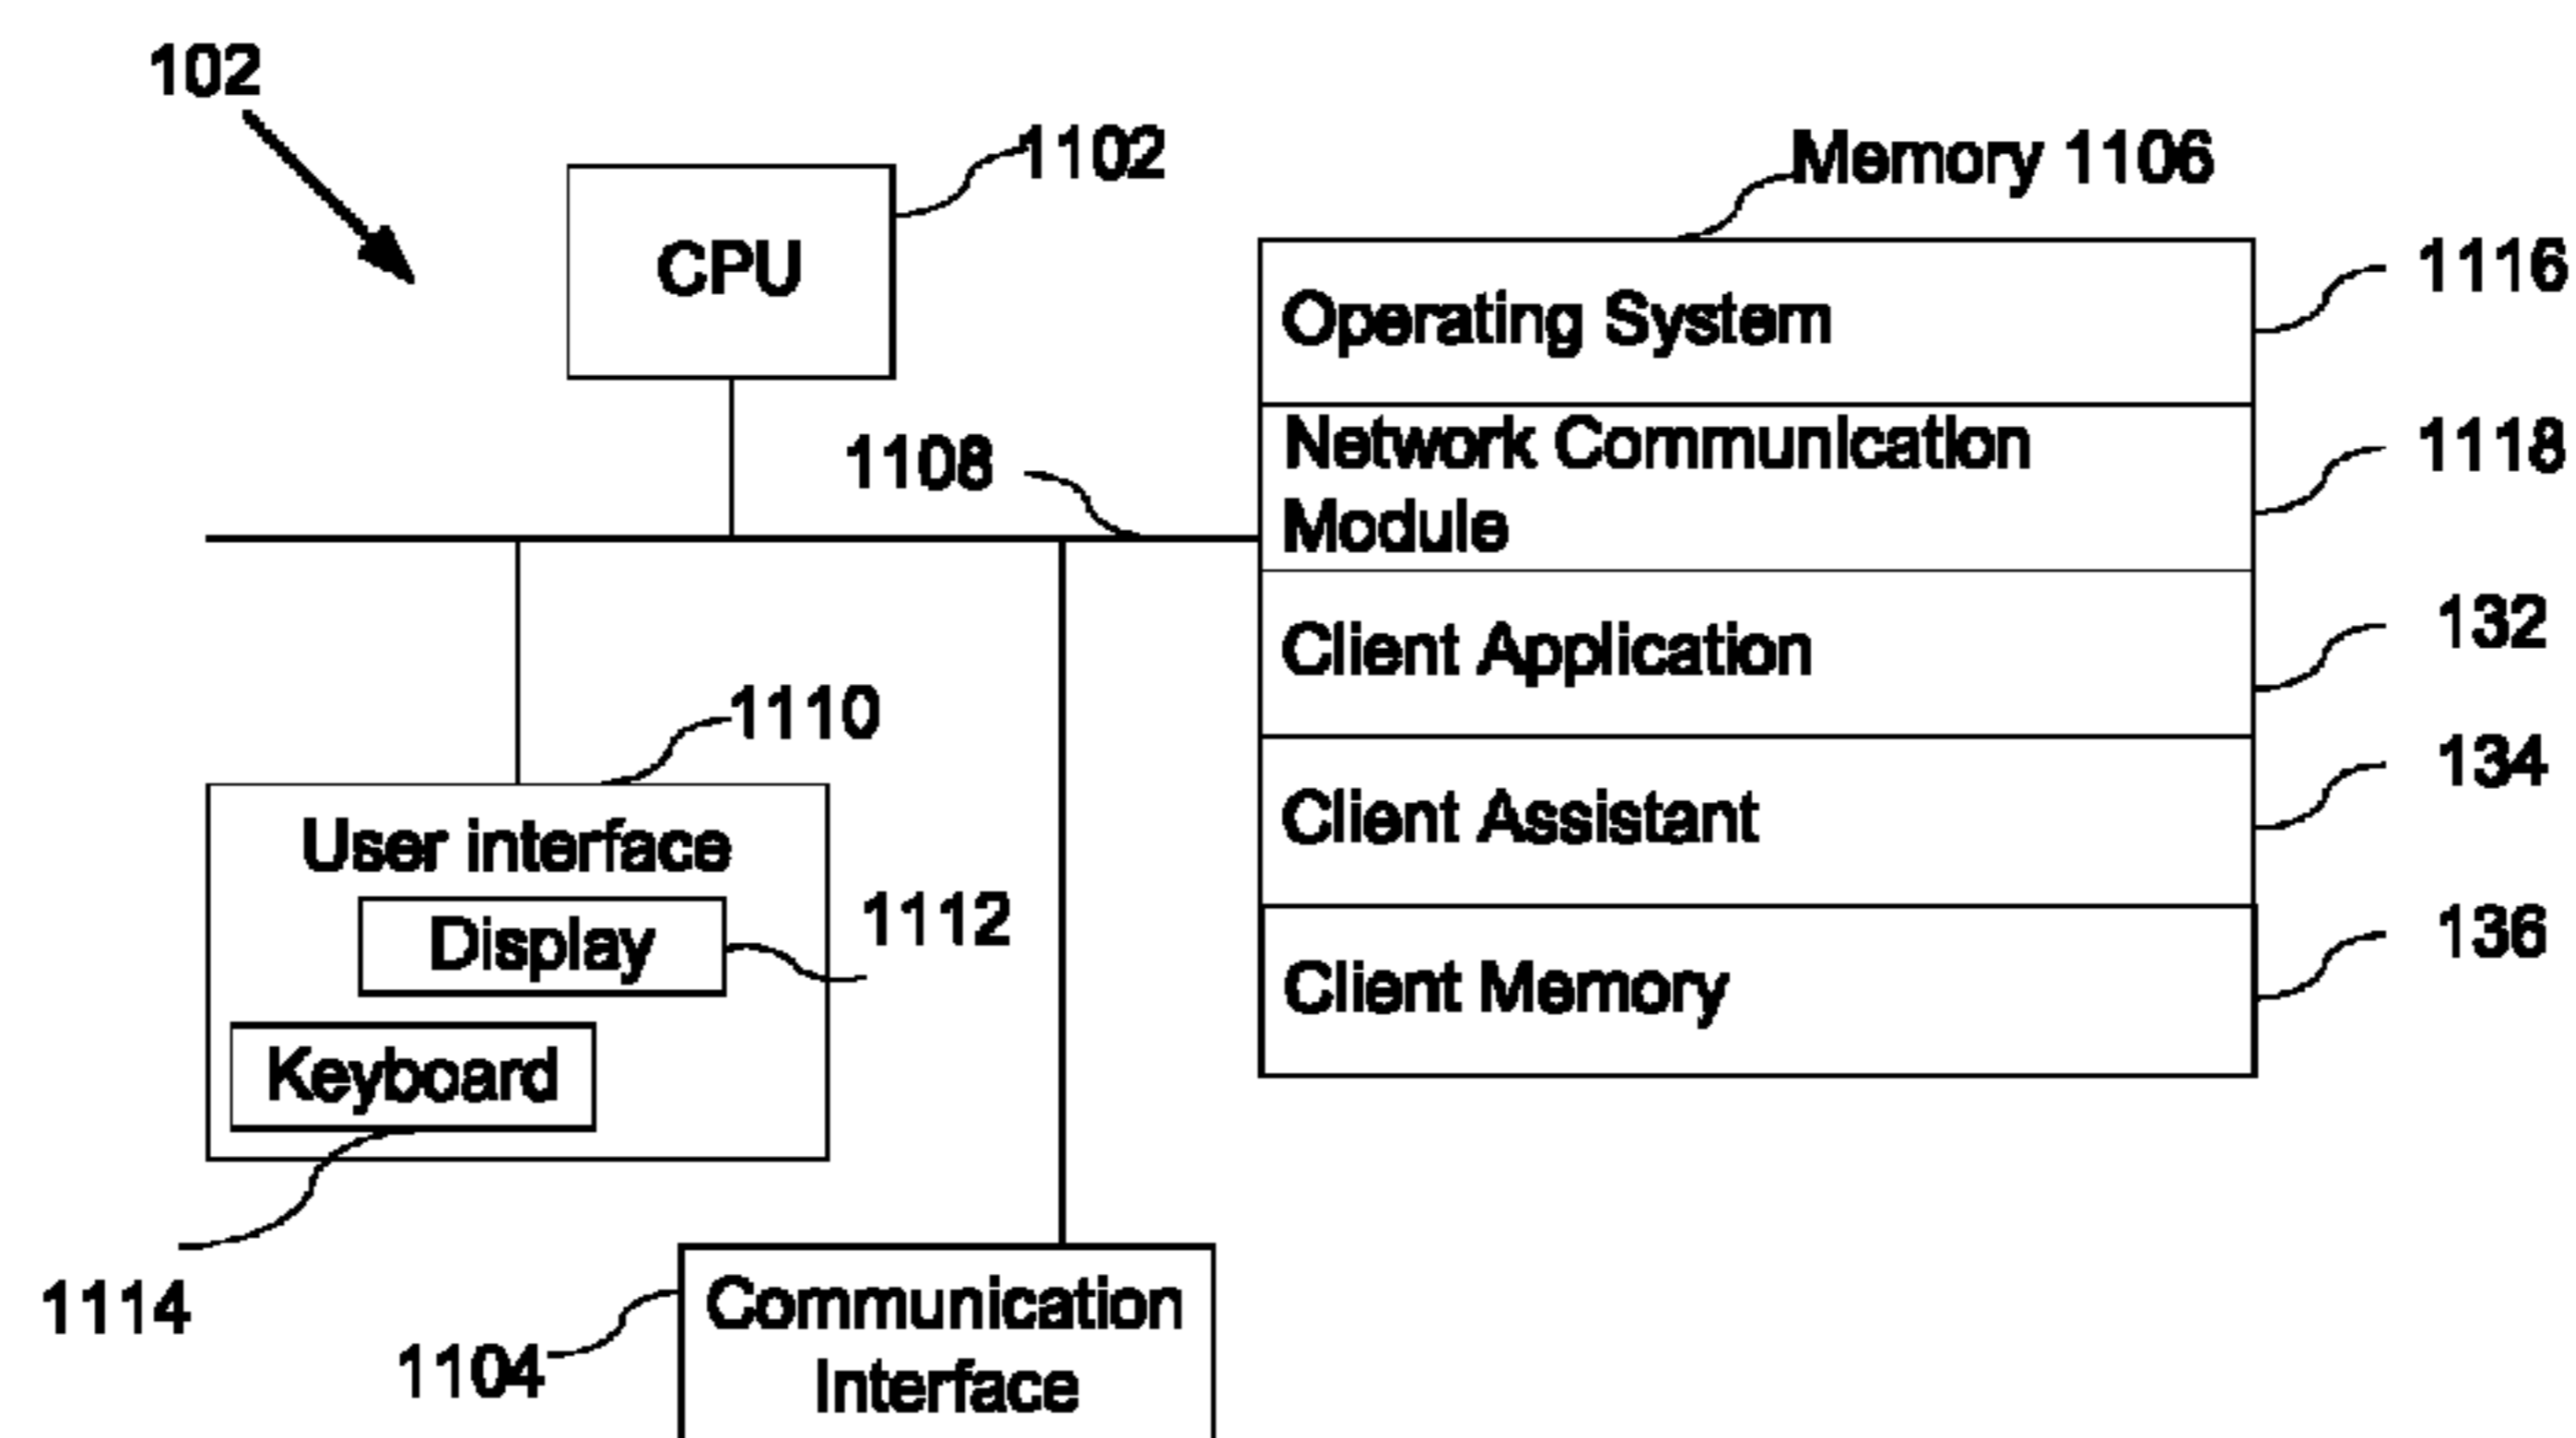 102
1102
CPU
Memory 1106
Operating System
1116
Network Communication
Module
1118
1108
Client Application
132
Client Assistant
134
Client Memory
136
1110
User interface
Display
1112
Keyboard
1114
1104
Communication
Interface